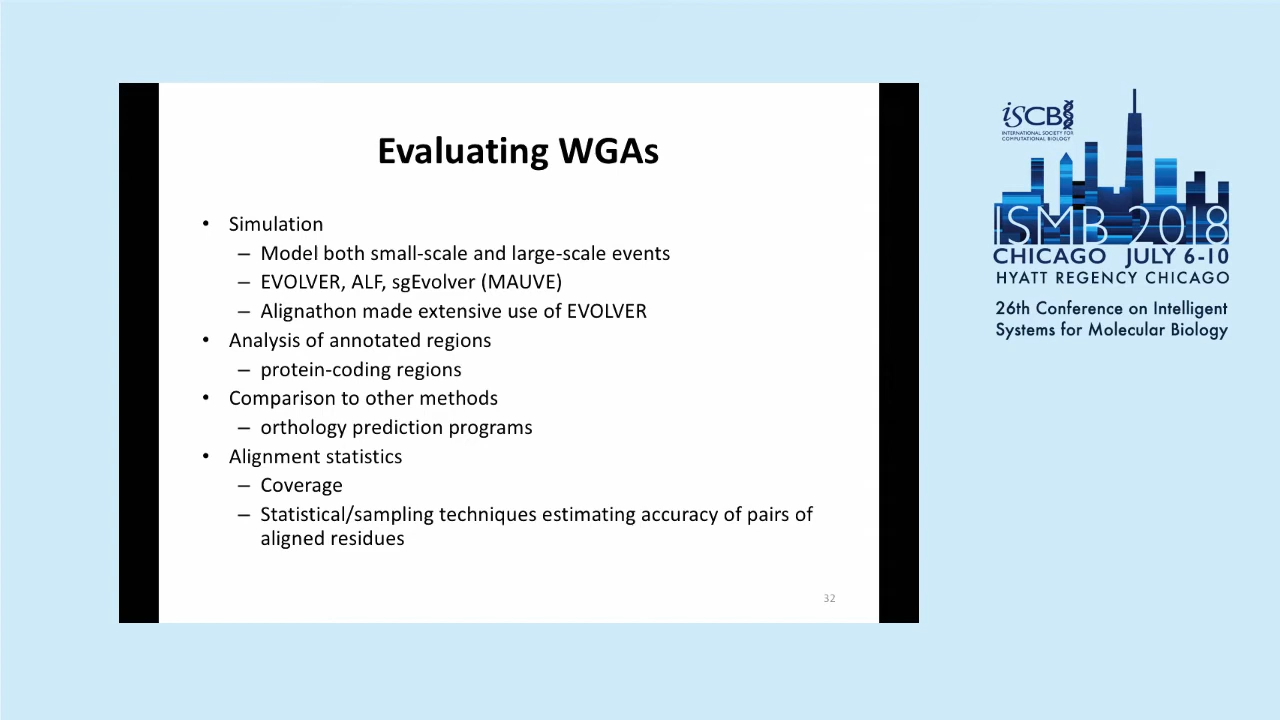 Evaluating WGAs
• Simulation
– Model both small-scale and large-scale events
– EVOLVER, ALF, sgEvolver (MAUVE)
– Alignathon made extensive use of EVOLVER
• Analysis of annotated regions
– protein-coding regions
• Comparison to other methods
– orthology prediction programs
• Alignment statistics
– Coverage
– Statistical/sampling techniques estimating accuracy of pairs of
aligned residues
32
iSCB
INTERNATIONAL SOCIETY FOR
COMPUTATIONAL BIOLOGY
ISMB 2018
CHICAGO JULY 6-10
HYATT REGENCY CHICAGO
26th Conference on Intelligent
Systems for Molecular Biology